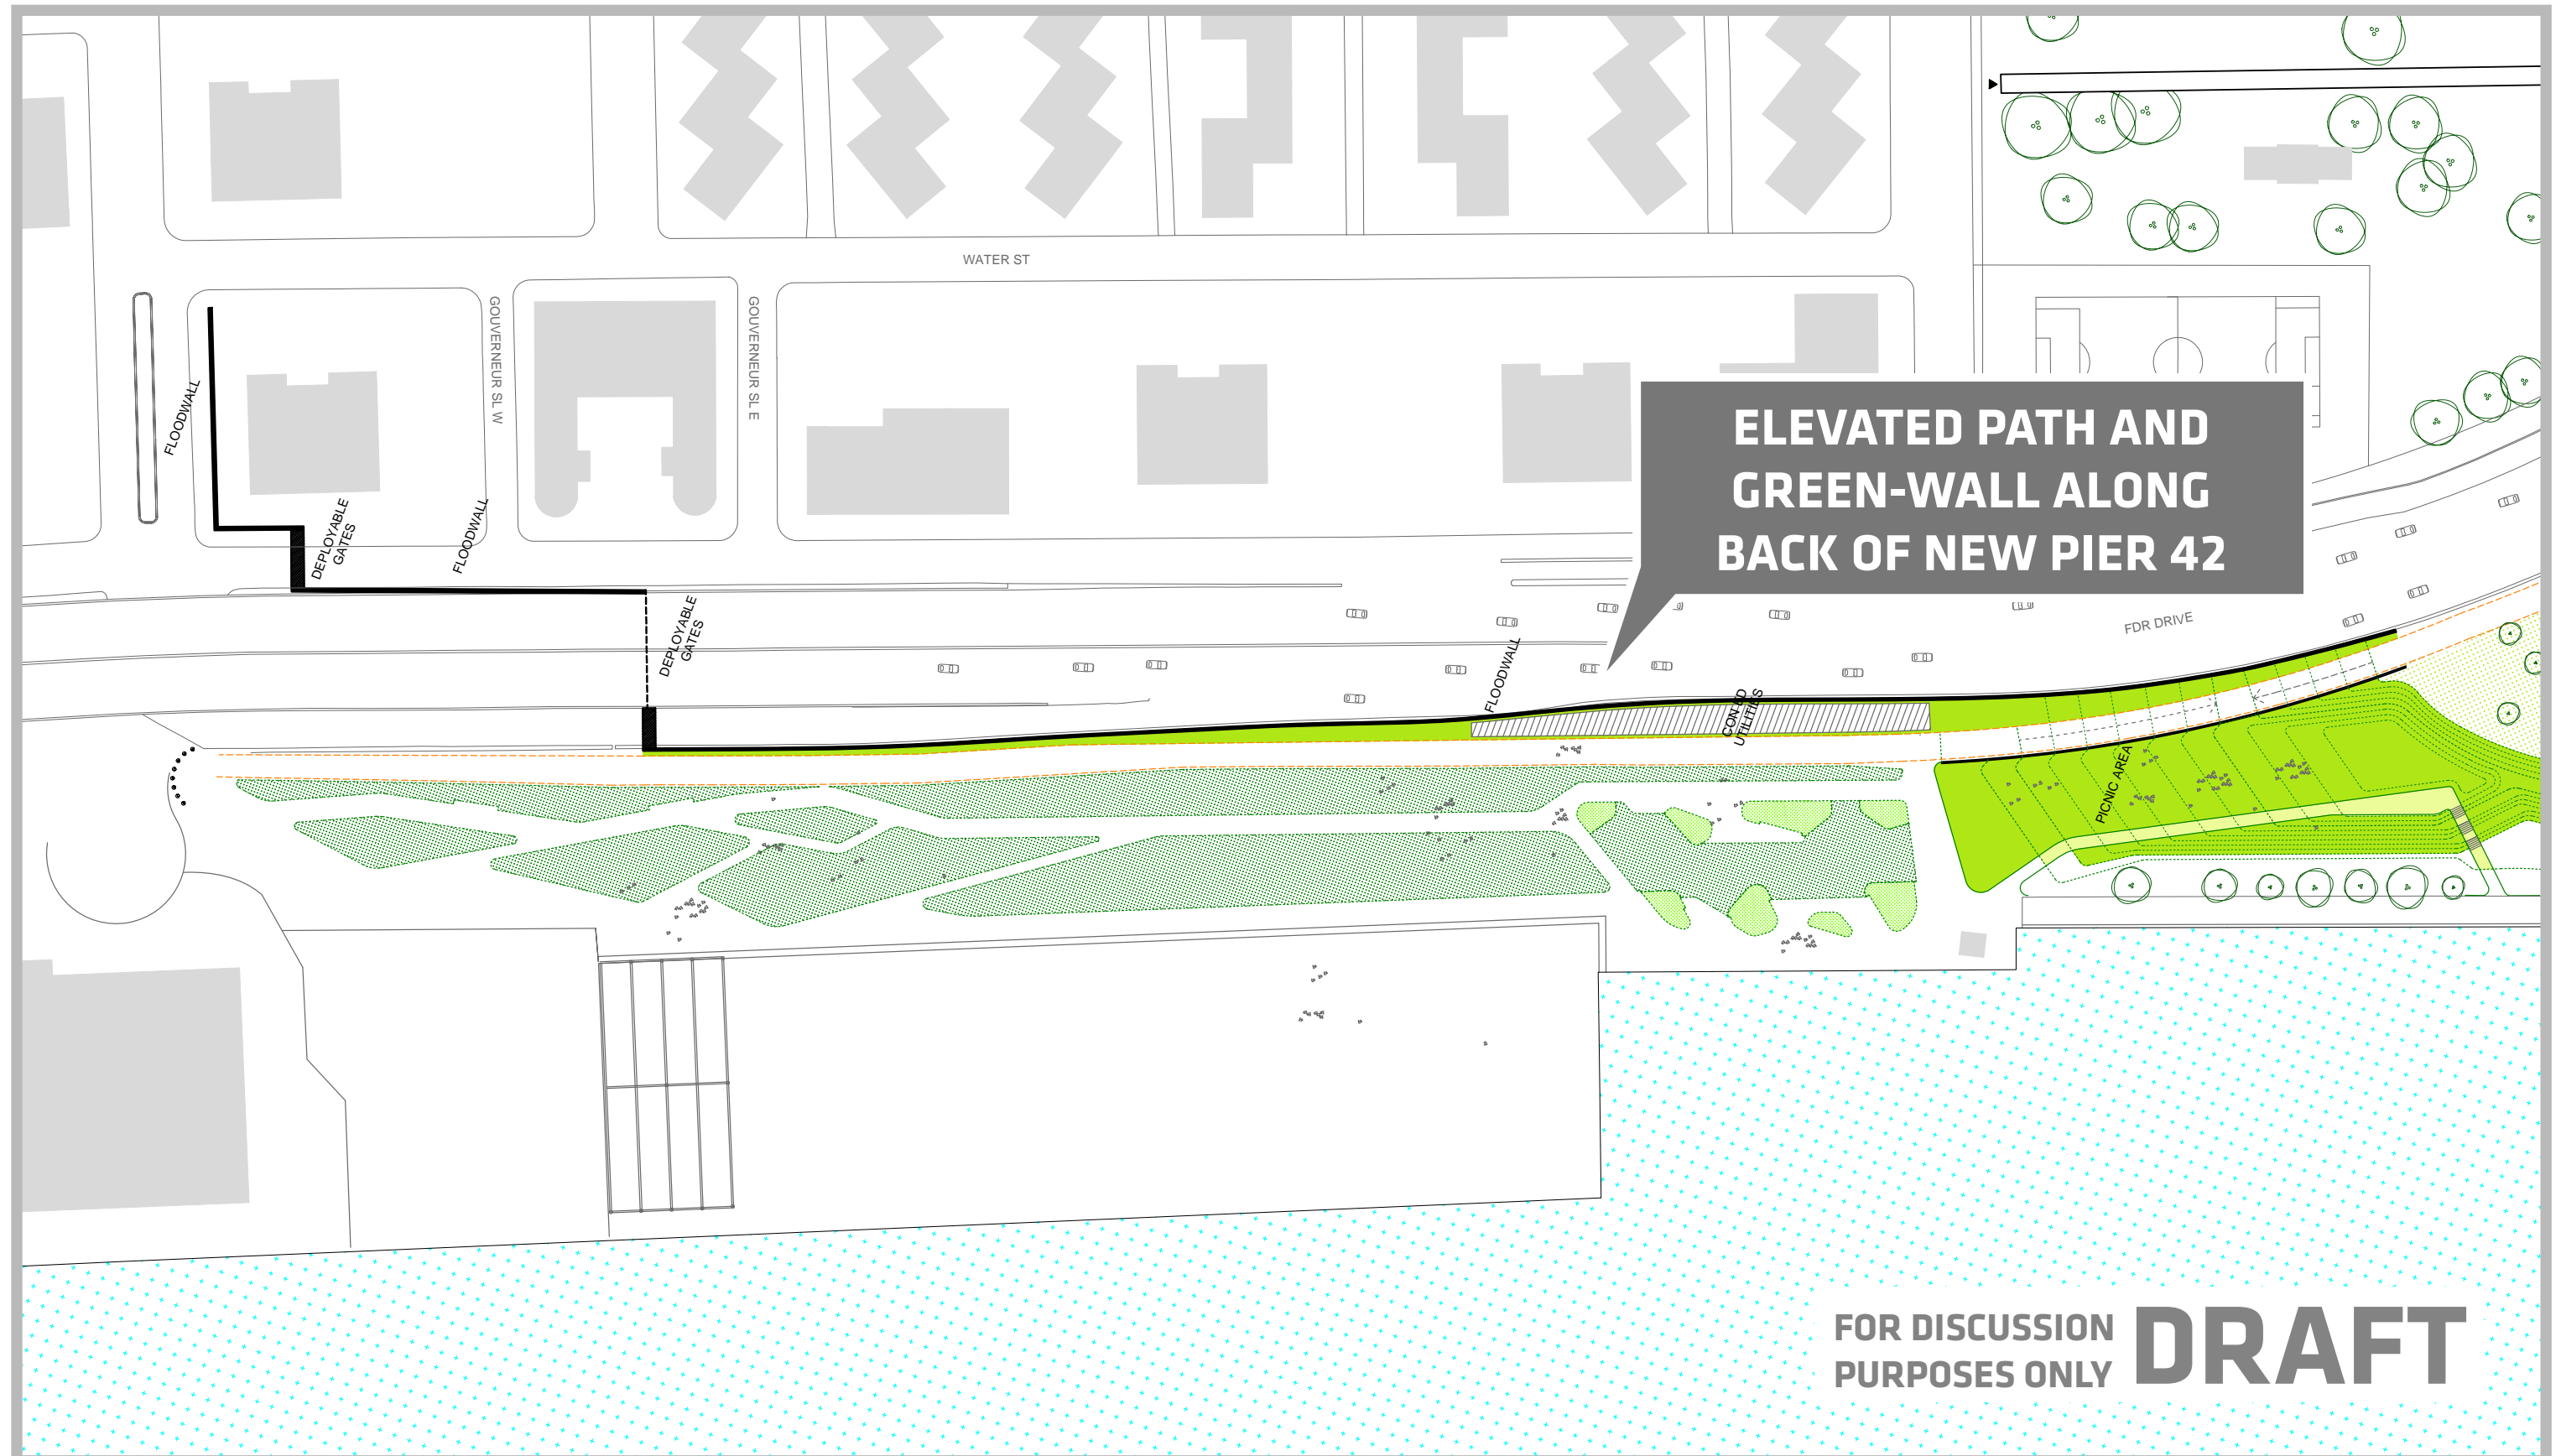 WATER ST
GOUVERNEUR SL W
GOUVERNEUR SL E
FLOODWALL
DEPLOYABLE
GATES
FLOODWALL
DEPLOYABLE
GATES
ELEVATED PATH AND
GREEN-WALL ALONG
BACK OF NEW PIER 42
FDR DRIVE
FLOODWALL
CON ED
UTILITIES
PICNIC AREA
FOR DISCUSSION
PURPOSES ONLY
DRAFT